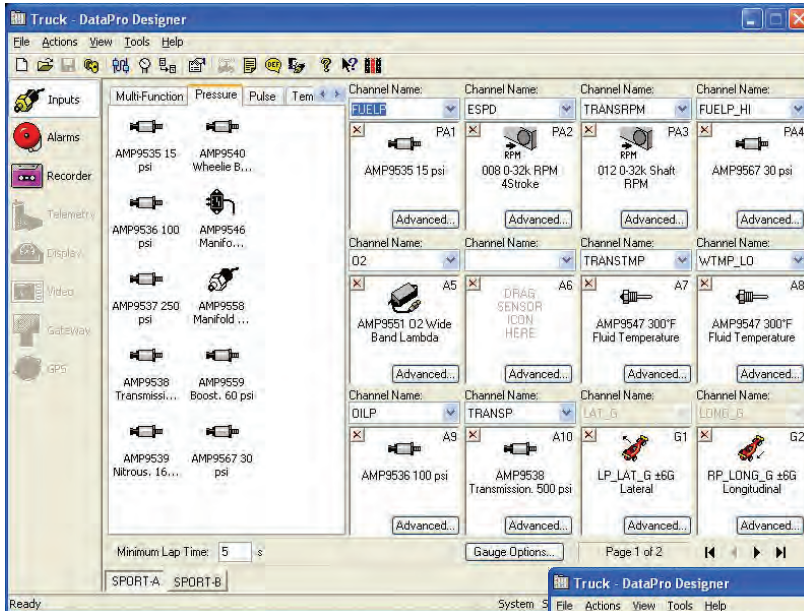 Truck - DataPro Designer
File Actions View Tools Help
Inputs
Alarms
Recorder
Telemetry
Display
Video
Gateway
GPS
Multi-Function Pressure Pulse Tem
AMP9535 15
psi
AMP9540
Wheelie B...
AMP9536 100
psi
AMP9546
Manifo...
AMP9537 250
psi
AMP9558
Manifold ...
AMP9538
Transmissi...
AMP9559
Boost. 60 psi
AMP9539
Nitrous. 16...
AMP9567 30
psi
Channel Name: Channel Name: Channel Name: Channel Name:
FUELP ESPD TRANSRPM FUELP_HI
PA1 PA2 PA3 PA4
RPM RPM
AMP9535 15 psi
008 0-32k RPM
4Stroke
012 0-32k Shaft
RPM
AMP9567 30 psi
Advanced... Advanced... Advanced... Advanced...
Channel Name: Channel Name: Channel Name: Channel Name:
O2 TRANSTMP WTMP_LO
A5 A6 A7 A8
AMP9551 O2 Wide
Band Lambda
DRAG
SENSOR
ICON
HERE
AMP9547 300°F
Fluid Temperature
AMP9547 300°F
Fluid Temperature
Advanced... Advanced... Advanced... Advanced...
Channel Name: Channel Name: Channel Name: Channel Name:
OILP TRANSP LAT_G LONG_G
A9 A10 G1 G2
AMP9536 100 psi
AMP9538
Transmission. 500 psi
LP_LAT_G ±6G
Lateral
RP_LONG_G ±6G
Longitudinal
Advanced... Advanced... Advanced... Advanced...
Minimum Lap Time: 5 s
Gauge Options... Page 1 of 2
SPORT-A SPORT-B
Ready System S
Truck - DataPro Designer
File Actions View Tools Help